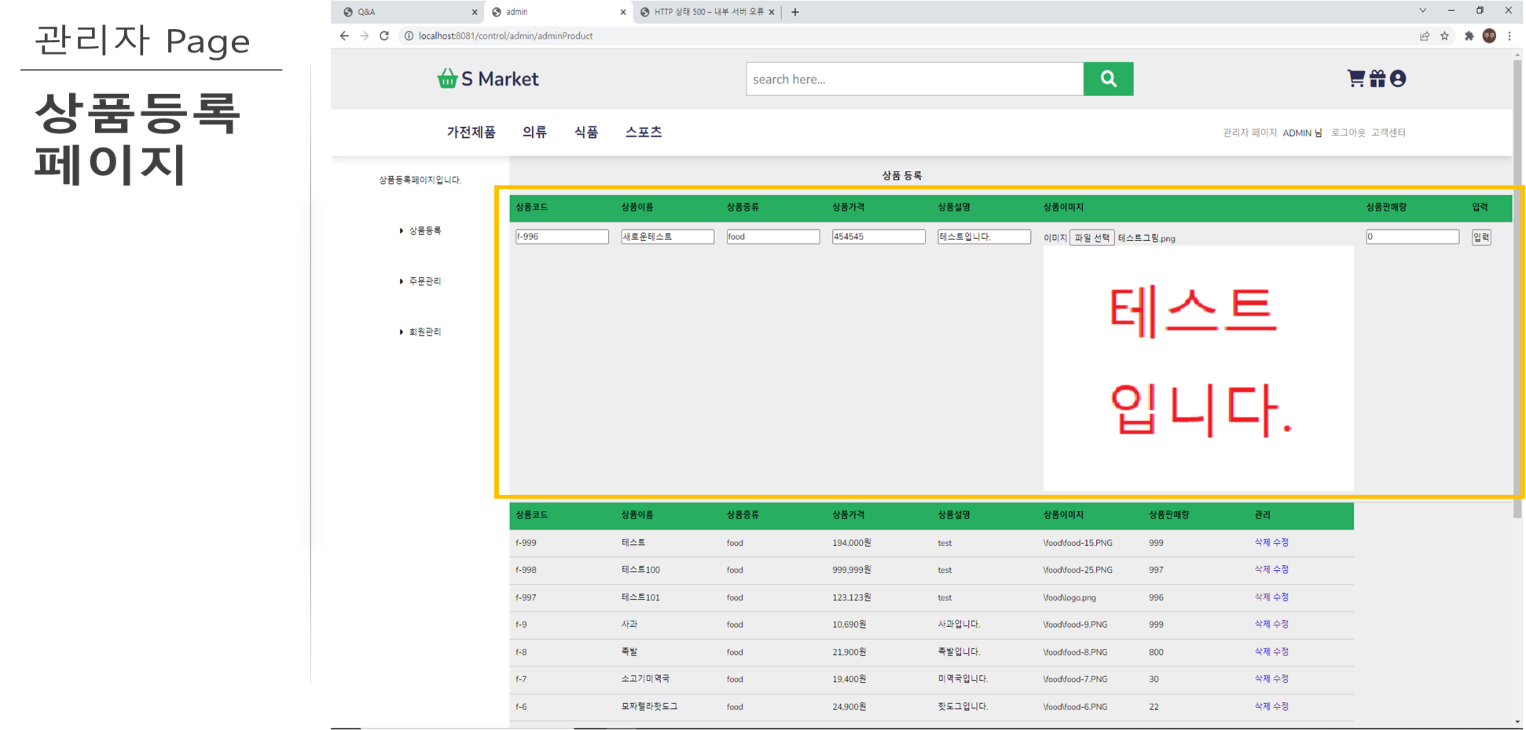 관리자 Page
상품등록
페이지
Q&A
admin
HTTP 상태 500 – 내부 서버 오류
localhost:8081/control/admin/adminProduct
S Market
search here...
가전제품 의류 식품 스포츠
관리자 페이지 ADMIN 님 로그아웃 고객센터
상품등록페이지입니다.
상품등록
주문관리
회원관리
상품 등록
상품코드 상품이름 상품종류 상품가격 상품설명 상품이미지 상품판매량 입력
f-996 새로운테스트 food 454545 테스트입니다. 이미지 파일 선택 테스트그림.png 0 입력
테스트
입니다.
상품코드 상품이름 상품종류 상품가격 상품설명 상품이미지 상품판매량 관리
f-999 테스트 food 194,000원 test \food\food-15.PNG 999 삭제 수정
f-998 테스트100 food 999,999원 test \food\food-25.PNG 997 삭제 수정
f-997 테스트101 food 123,123원 test \food\logo.png 996 삭제 수정
f-9 사과 food 10,690원 사과입니다. \food\food-9.PNG 999 삭제 수정
f-8 족발 food 21,900원 족발입니다. \food\food-8.PNG 800 삭제 수정
f-7 소고기미역국 food 19,400원 미역국입니다. \food\food-7.PNG 30 삭제 수정
f-6 모짜렐라핫도그 food 24,900원 핫도그입니다. \food\food-6.PNG 22 삭제 수정